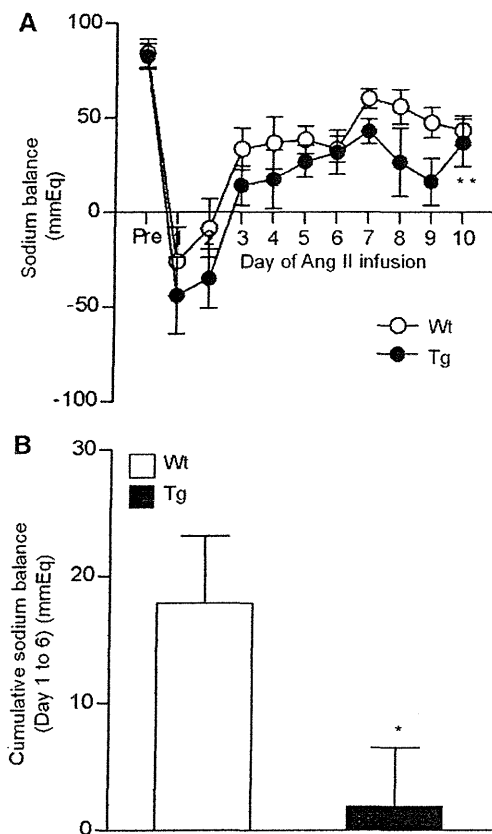 A
Sodium balance
(mmEq)
100
50
0
-50
-100
Pre 1 2 3 4 5 6 7 8 9 10
**
Day of Ang II infusion
Wt
Tg
B
Cumulative sodium balance
(Day 1 to 6) (mmEq)
30
20
10
0
Wt
Tg
*